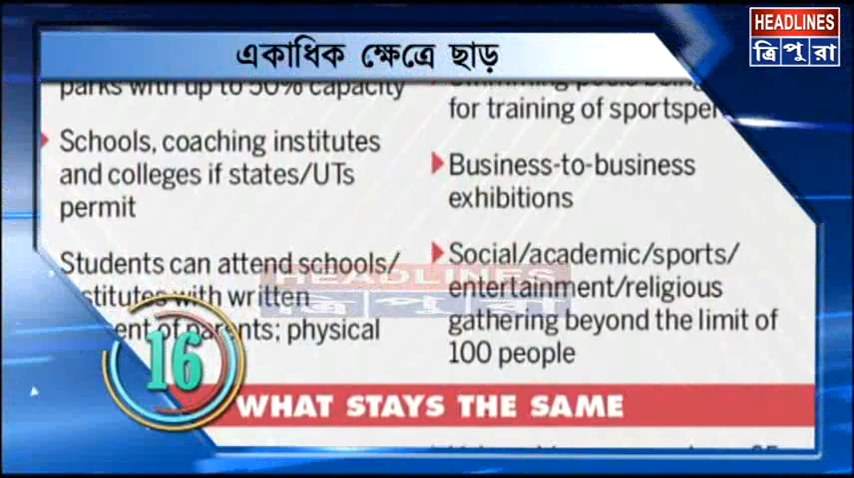 HEADLINES
ত্রিপুরা
একাধিক ক্ষেত্রে ছাড়
parks with up to 50% capacity
Schools, coaching institutes
and colleges if states/UTs
permit
Students can attend schools/
with written
of parents; physical
for training of
Business-to-business
exhibitions
Social/academic/sports/
entertainment/religious
gathering beyond the limit of
100 people
HEADLINES
ত্রিপুরা
16
WHAT STAYS THE SAME